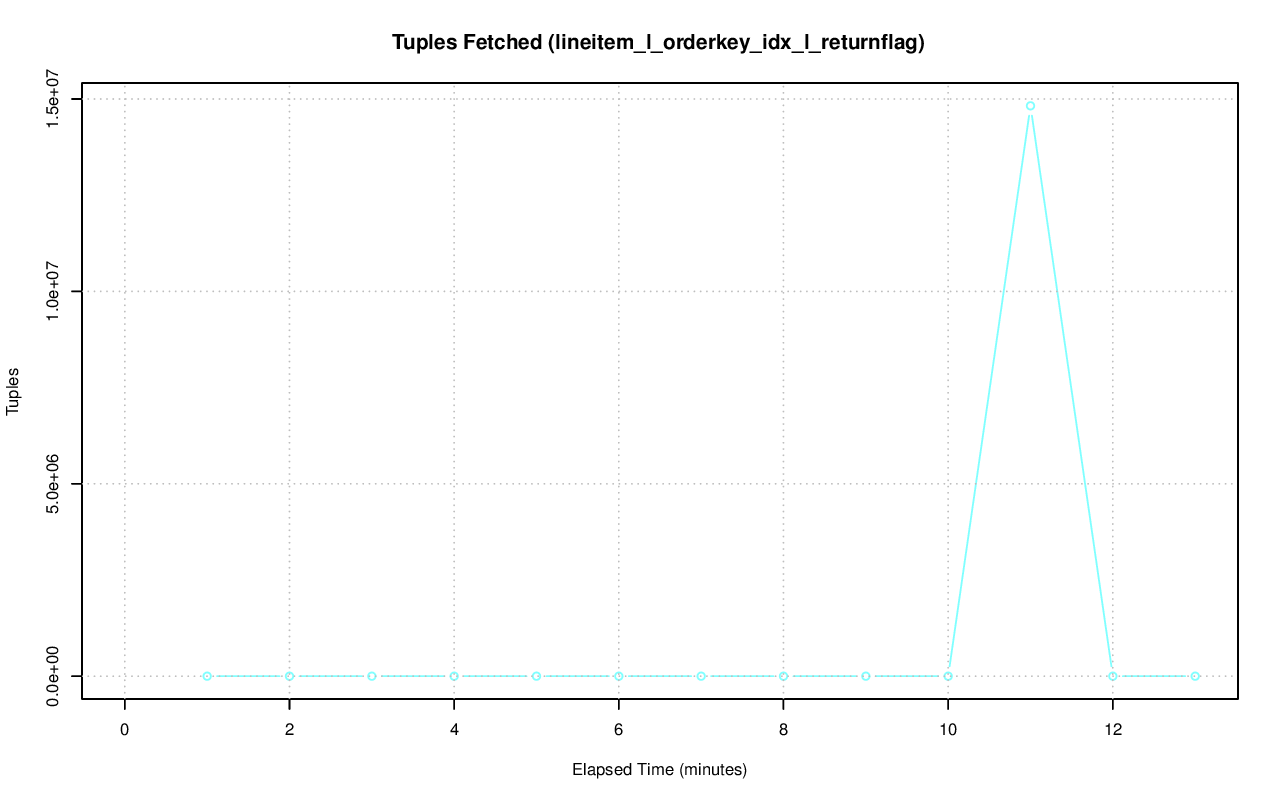 Tuples Fetched (lineitem_l_orderkey_idx_l_returnflag)
1.5e+07
1.0e+07
5.0e+06
0.0e+00
Tuples
0 2 4 6 8 10 12
Elapsed Time (minutes)